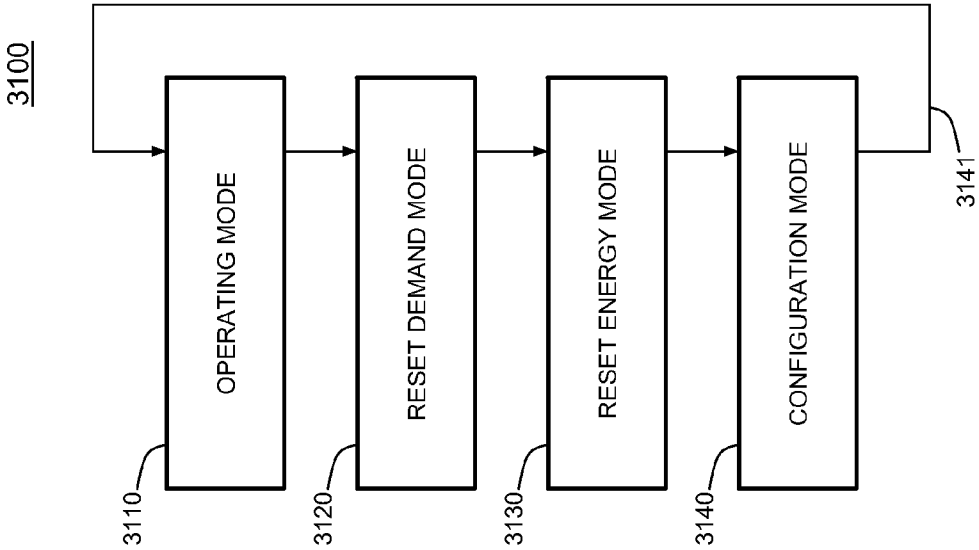 3100
3110
OPERATING MODE
3120
RESET DEMAND MODE
3130
RESET ENERGY MODE
3140
CONFIGURATION MODE
3141